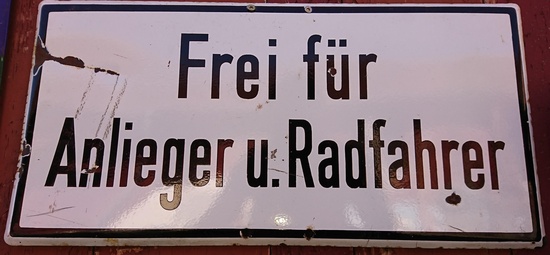 Frei für
Anlieger u. Radfahrer